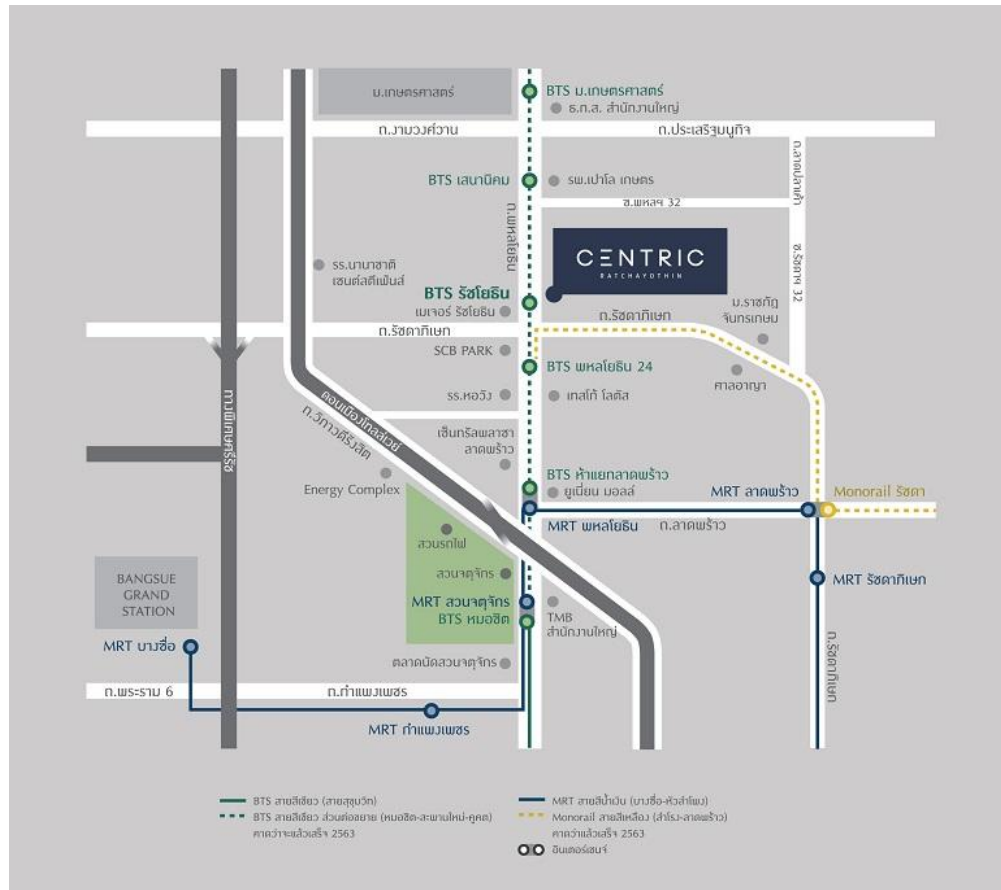 ม.เกษตรศาสตร์
BTS ม.เกษตรศาสตร์
ธ.ก.ส. สำนักงานใหญ่
ถ.งามวงศ์วาน
ถ.ประเสริฐมนูกิจ
BTS เสนานิคม
รพ.เปาโล เกษตร
ถ.ลาดปลาเค้า
ซ.พหลฯ 32
ถ.พหลโยธิน
CENTRIC
RATCHAYOTHIN
ซ.รัชดาฯ 32
รร.นานาชาติ
เซนต์สตีเฟ่นส์
BTS รัชโยธิน
เมเจอร์ รัชโยธิน
ม.ราชภัฏ
จันทรเกษม
ถ.รัชดาภิเษก
ถ.รัชดาภิเษก
SCB PARK
BTS พหลโยธิน 24
ศาลอาญา
รร.หอวัง
เทสโก้ โลตัส
ทางพิเศษศรีรัช
ดอนเมืองโทลล์เวย์
ถ.วิภาวดีรังสิต
เซ็นทรัลพลาซา
ลาดพร้าว
Energy Complex
BTS ห้าแยกลาดพร้าว
ยูเนี่ยน มอลล์
MRT ลาดพร้าว
Monorail รัชดา
MRT พหลโยธิน
ถ.ลาดพร้าว
สวนรถไฟ
สวนจตุจักร
MRT รัชดาภิเษก
BANGSUE
GRAND
STATION
MRT สวนจตุจักร
BTS หมอชิต
TMB
สำนักงานใหญ่
MRT บางซื่อ
ตลาดนัดสวนจตุจักร
ถ.รัชดาภิเษก
ถ.พระราม 6
ถ.กำแพงเพชร
MRT กำแพงเพชร
BTS สายสีเขียว (สายสุขุมวิท)
BTS สายสีเขียว ส่วนต่อขยาย (หมอชิต-สะพานใหม่-คูคต)
คาดว่าจะแล้วเสร็จ 2563
MRT สายสีน้ำเงิน (บางซื่อ-หัวลำโพง)
Monorail สายสีเหลือง (สำโรง-ลาดพร้าว)
คาดว่าแล้วเสร็จ 2563
อินเตอร์เชนจ์